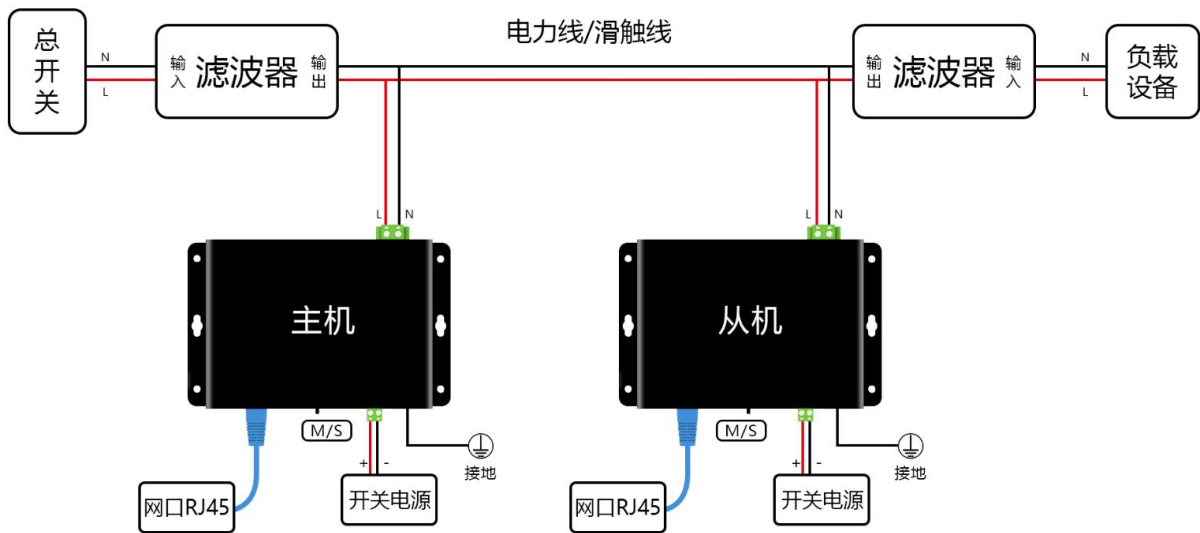 电力线/滑触线
总
开
关
N
L
输
入
滤波器
输
出
输
出
滤波器
输
入
N
L
负载
设备
L
N
L
N
主机
从机
M/S
M/S
+
-
接地
+
-
接地
网口RJ45
开关电源
网口RJ45
开关电源